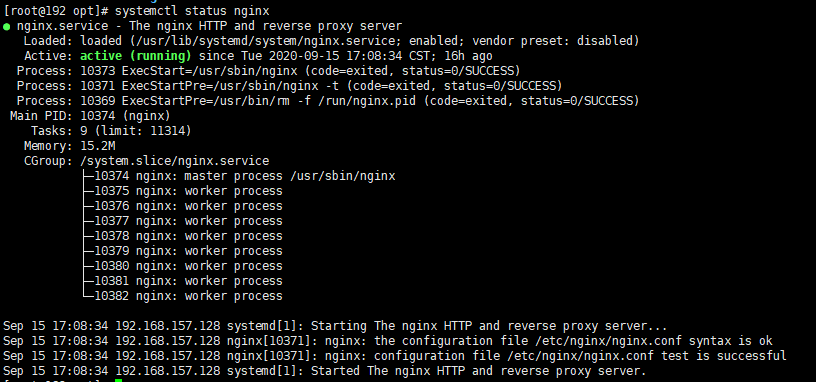 [root@192 opt]# systemctl status nginx
● nginx.service - The nginx HTTP and reverse proxy server
   Loaded: loaded (/usr/lib/systemd/system/nginx.service; enabled; vendor preset: disabled)
   Active: active (running) since Tue 2020-09-15 17:08:34 CST; 16h ago
  Process: 10373 ExecStart=/usr/sbin/nginx (code=exited, status=0/SUCCESS)
  Process: 10371 ExecStartPre=/usr/sbin/nginx -t (code=exited, status=0/SUCCESS)
  Process: 10369 ExecStartPre=/usr/bin/rm -f /run/nginx.pid (code=exited, status=0/SUCCESS)
 Main PID: 10374 (nginx)
    Tasks: 9 (limit: 11314)
   Memory: 15.2M
   CGroup: /system.slice/nginx.service
           ├─10374 nginx: master process /usr/sbin/nginx
           ├─10375 nginx: worker process
           ├─10376 nginx: worker process
           ├─10377 nginx: worker process
           ├─10378 nginx: worker process
           ├─10379 nginx: worker process
           ├─10380 nginx: worker process
           ├─10381 nginx: worker process
           └─10382 nginx: worker process

Sep 15 17:08:34 192.168.157.128 systemd[1]: Starting The nginx HTTP and reverse proxy server...
Sep 15 17:08:34 192.168.157.128 nginx[10371]: nginx: the configuration file /etc/nginx/nginx.conf syntax is ok
Sep 15 17:08:34 192.168.157.128 nginx[10371]: nginx: configuration file /etc/nginx/nginx.conf test is successful
Sep 15 17:08:34 192.168.157.128 systemd[1]: Started The nginx HTTP and reverse proxy server.